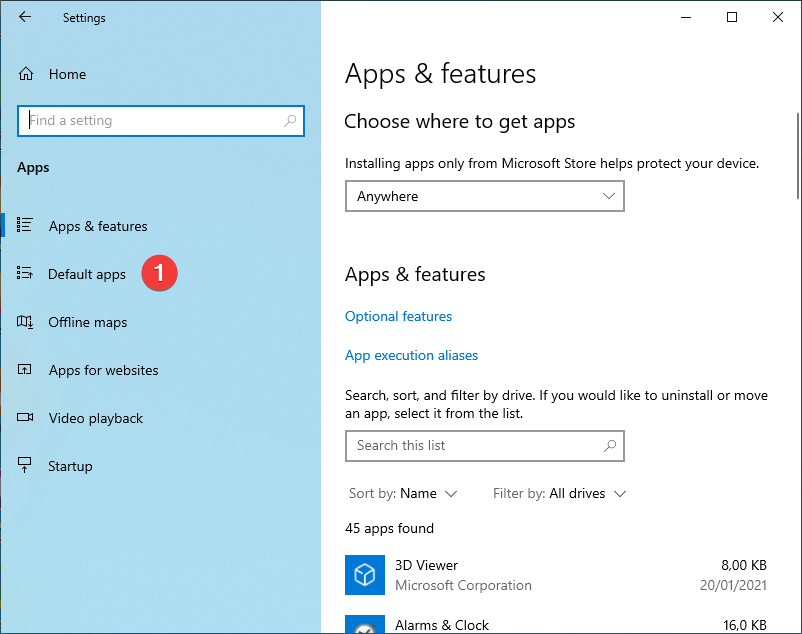 Settings
Home
Find a setting
Apps
Apps & features
Default apps 1
Offline maps
Apps for websites
Video playback
Startup
Apps & features
Choose where to get apps
Installing apps only from Microsoft Store helps protect your device.
Anywhere
Apps & features
Optional features
App execution aliases
Search, sort, and filter by drive. If you would like to uninstall or move
an app, select it from the list.
Search this list
Sort by: Name Filter by: All drives
45 apps found
3D Viewer 8,00 KB
Microsoft Corporation 20/01/2021
Alarms & Clock 16,0 KB